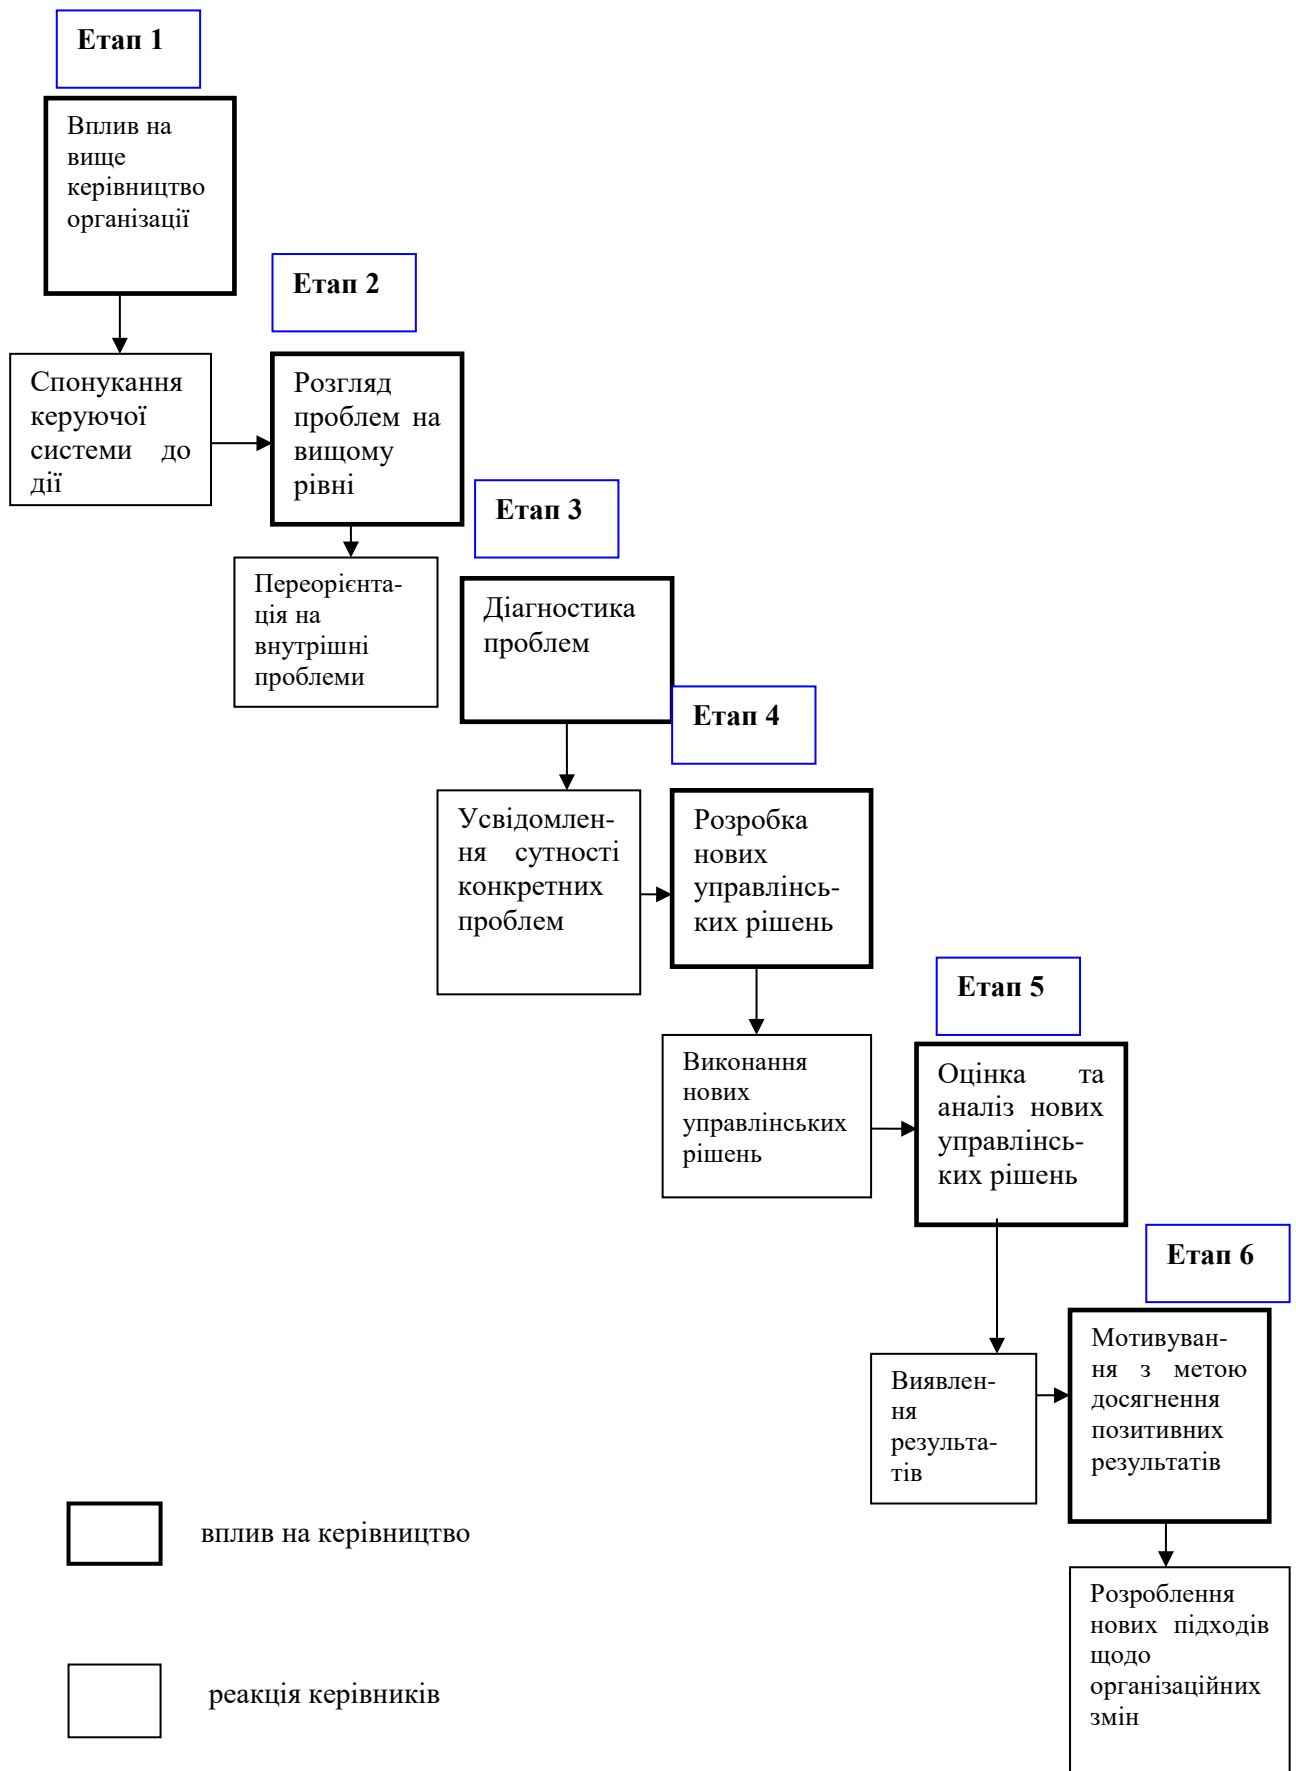 Етап 1
Вплив на
вище
керівництво
організації
Етап 2
Спонукання
керуючої
системи до
дії
Розгляд
проблем на
вищому
рівні
Етап 3
Переорієнта-
ція на
внутрішні
проблеми
Діагностика
проблем
Етап 4
Усвідомлен-
ня сутності
конкретних
проблем
Розробка
нових
управлінсь-
ких рішень
Етап 5
Виконання
нових
управлінських
рішень
Оцінка та
аналіз нових
управлінсь-
ких рішень
Етап 6
Виявлен-
ня
результа-
тів
Мотивуван-
ня з метою
досягнення
позитивних
результатів
вплив на керівництво
Розроблення
нових підходів
щодо
організаційних
змін
реакція керівників